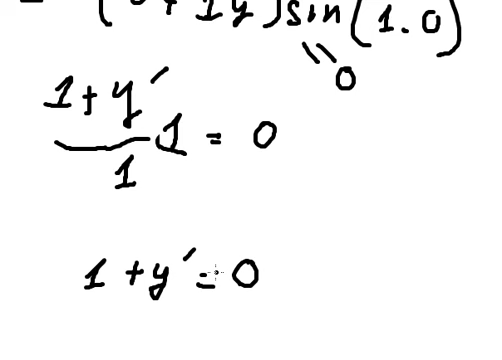 = (0 + 1y') sin(1.0)
= 0
(1 + y')/1 · 1 = 0
1 + y' = 0